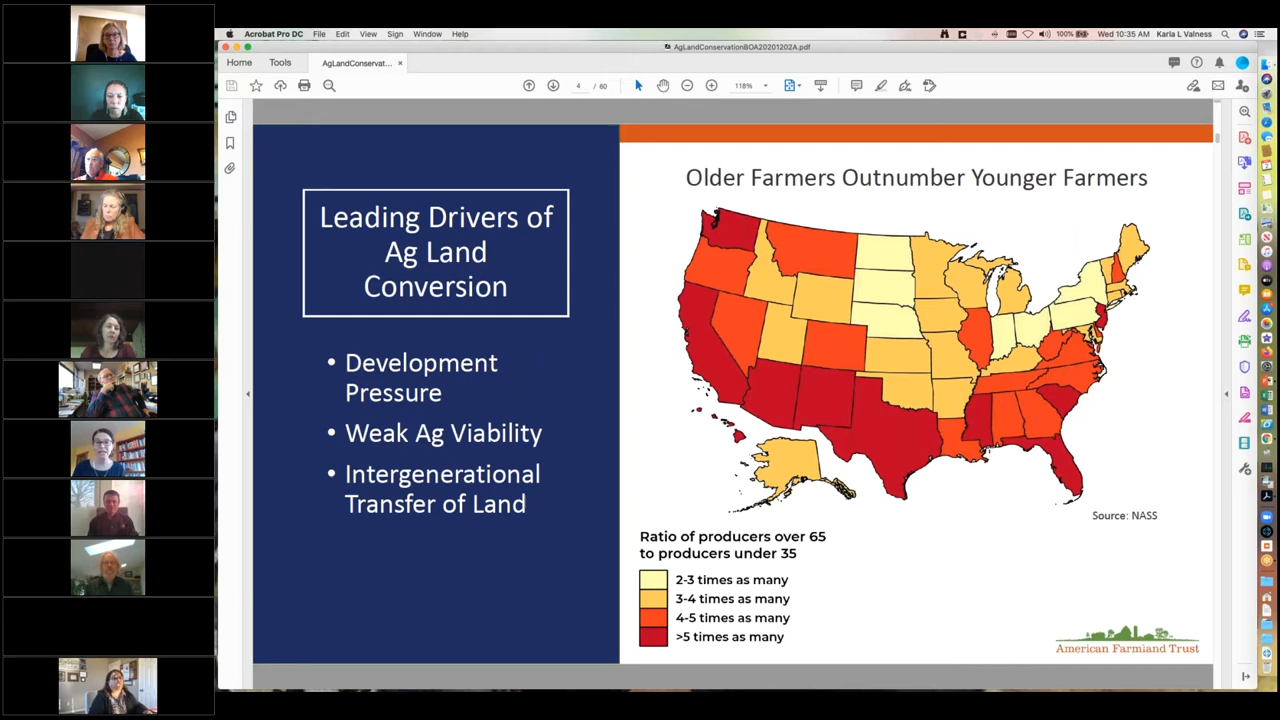 Acrobat Pro DC File Edit View Sign Window Help
100% Wed 10:35 AM Karla L Valness
AgLandConservationBOA20201202A.pdf
Home Tools AgLandConservat... ×
4 / 60 118%
Leading Drivers of
Ag Land
Conversion
• Development
Pressure
• Weak Ag Viability
• Intergenerational
Transfer of Land
Older Farmers Outnumber Younger Farmers
Source: NASS
Ratio of producers over 65
to producers under 35
2-3 times as many
3-4 times as many
4-5 times as many
>5 times as many
American Farmland Trust